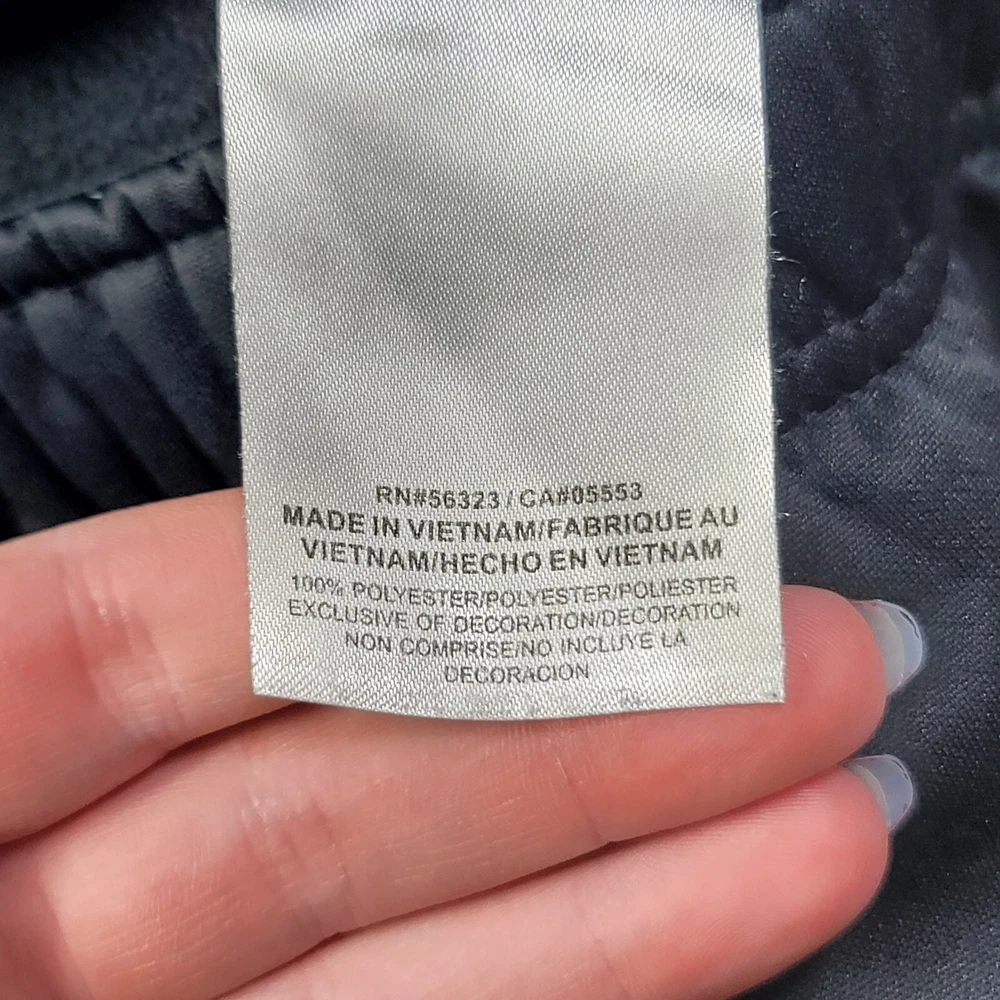 RN#56323 / CA#05553
MADE IN VIETNAM/FABRIQUE AU
VIETNAM/HECHO EN VIETNAM
100% POLYESTER/POLYESTER/POLIESTER
EXCLUSIVE OF DECORATION/DECORATION
NON COMPRISE/NO INCLUYE LA
DECORACION